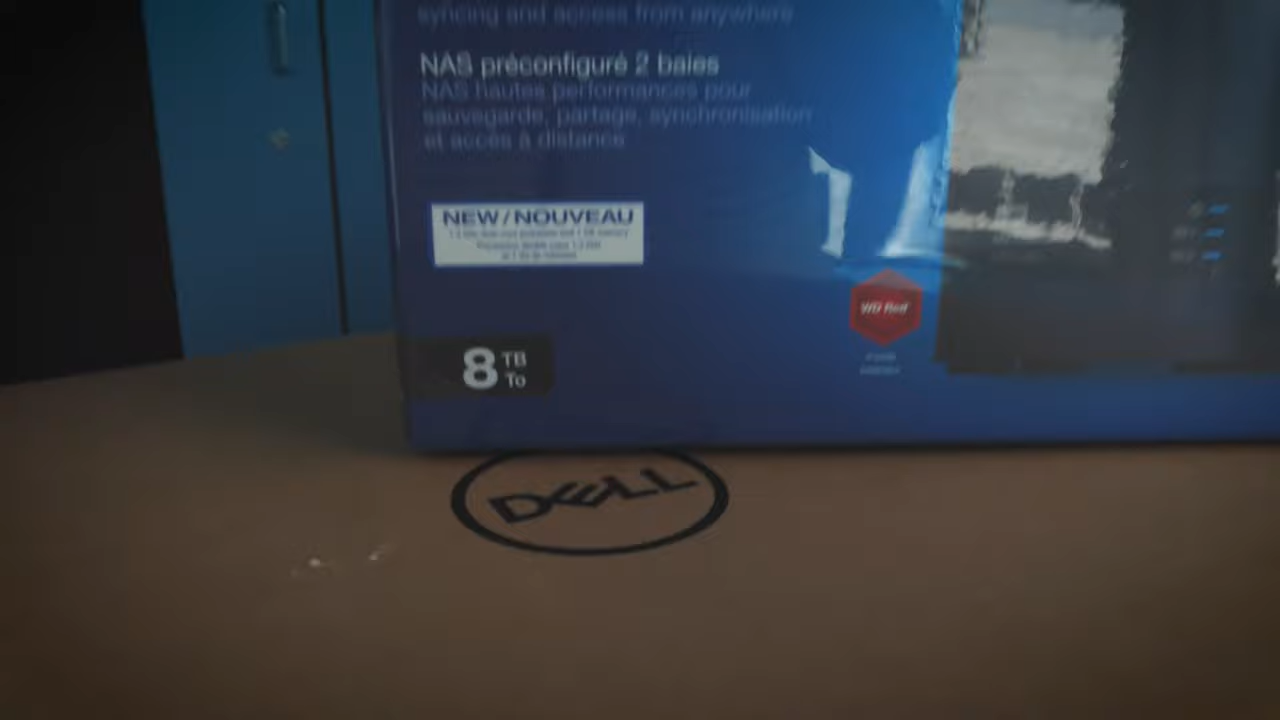 syncing and access from anywhere
NAS préconfiguré 2 baies
NAS hautes performances pour
sauvegarde, partage, synchronisation
et accès à distance
NEW/NOUVEAU
8 TB
To
WD Red
DELL